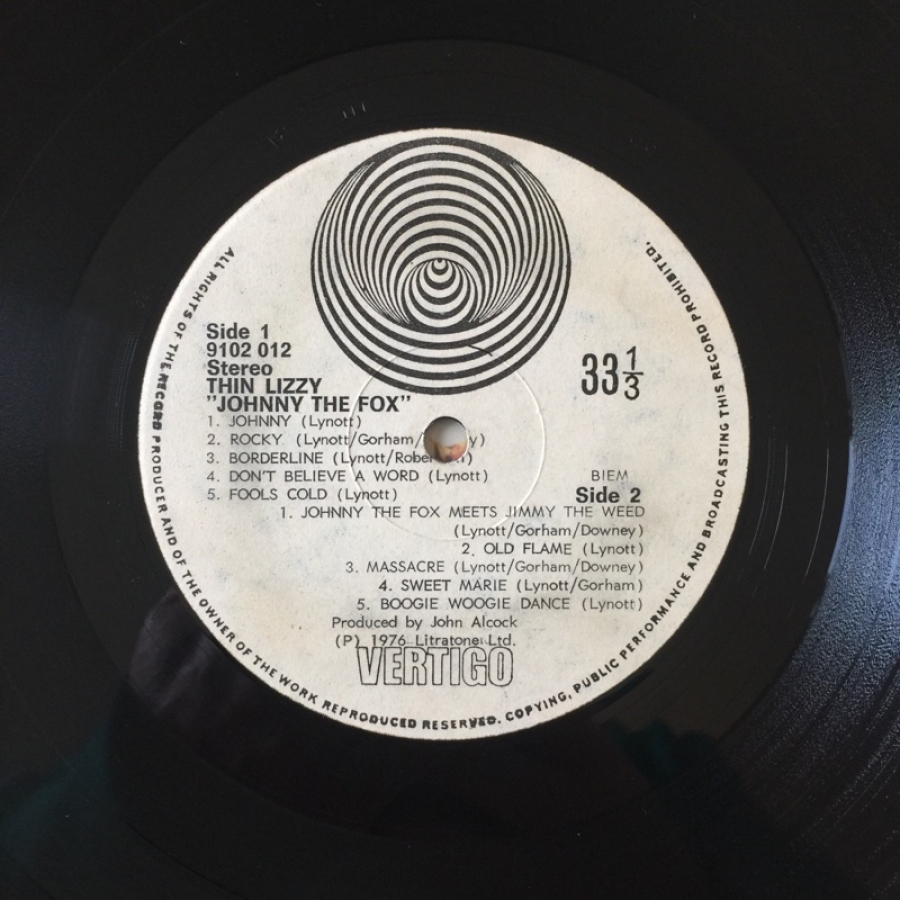 Side 1
9102 012
Stereo
THIN LIZZY
"JOHNNY THE FOX"
33 1/3
1. JOHNNY (Lynott)
2. ROCKY. (Lynott/Gorham/
3. BORDERLINE (Lynott/
4. DON'T BELIEVE A WORD (Lynott)
5. FOOLS COLD (Lynott)
BIEM
Side 2
1. JOHNNY THE FOX MEETS JIMMY THE WEED
(Lynott/Gorham/Downey)
2. OLD FLAME (Lynott)
3. MASSACRE (Lynott/Gorham/Downey)
4. SWEET MARIE (Lynott/Gorham)
5. BOOGIE WOOGIE DANCE (Lynott)
Produced by John Alcock
(P) 1976 Litratone Ltd.
VERTIGO
ALL RIGHTS OF THE RECORD PRODUCER AND OF THE OWNER OF THE WORK REPRODUCED RESERVED. COPYING, PUBLIC PERFORMANCE AND BROADCASTING THIS RECORD PROHIBITED.